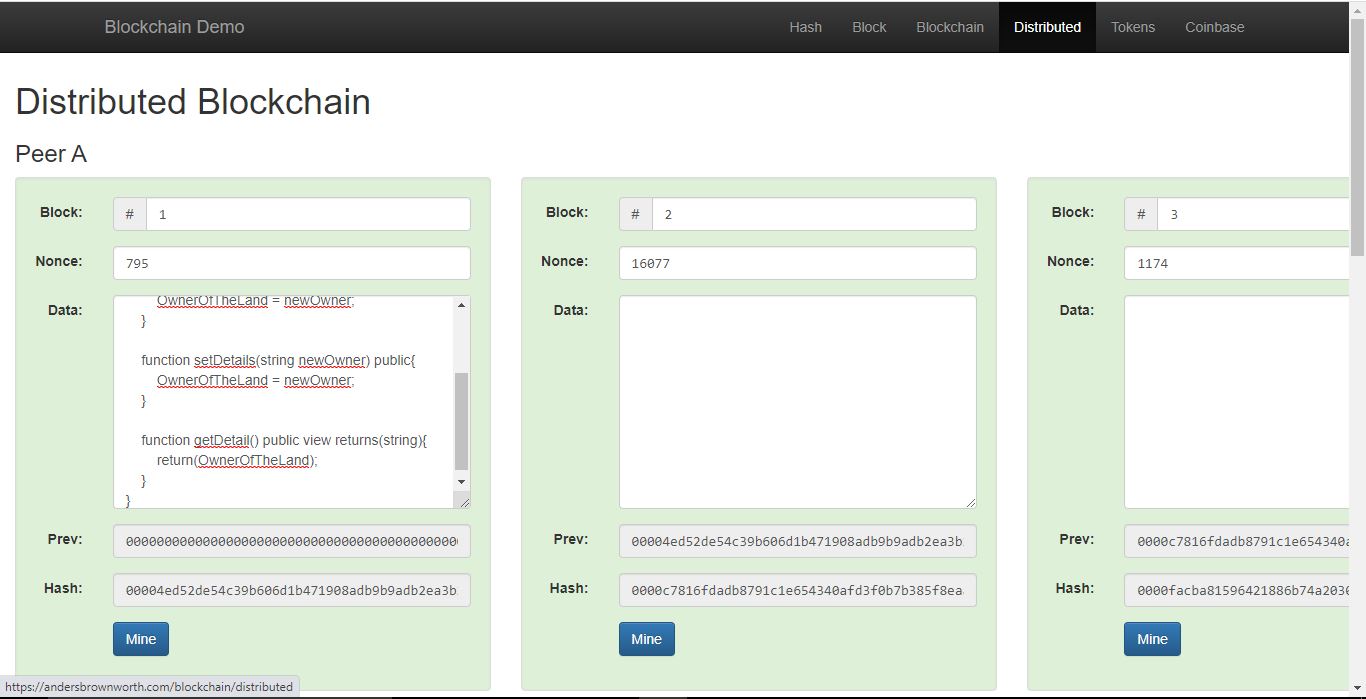 Blockchain Demo
Hash Block Blockchain Distributed Tokens Coinbase
Distributed Blockchain
Peer A
Block: # 1
Nonce: 795
Data:
OwnerOfTheLand = newOwner;
}
function setDetails(string newOwner) public{
OwnerOfTheLand = newOwner;
}
function getDetail() public view returns(string){
return(OwnerOfTheLand);
}
}
Prev: 0000000000000000000000000000000000000000000
Hash: 00004ed52de54c39b606d1b471908adb9b9adb2ea3b
Mine
Block: # 2
Nonce: 16077
Data:
Prev: 00004ed52de54c39b606d1b471908adb9b9adb2ea3b
Hash: 0000c7816fdadb8791c1e654340afd3f0b7b385f8ea
Mine
Block: # 3
Nonce: 1174
Data:
Prev: 0000c7816fdadb8791c1e654340a
Hash: 0000facba81596421886b74a2030
Mine
https://andersbrownworth.com/blockchain/distributed